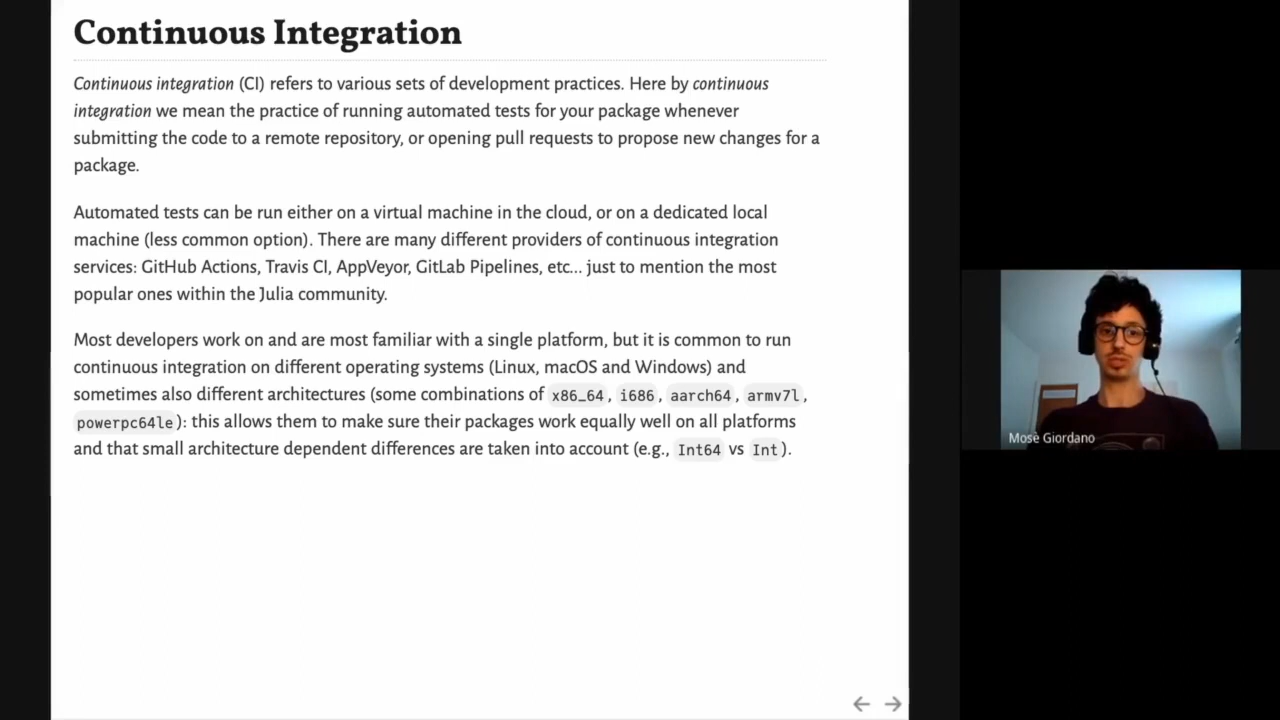 Continuous Integration
Continuous integration (CI) refers to various sets of development practices. Here by continuous
integration we mean the practice of running automated tests for your package whenever
submitting the code to a remote repository, or opening pull requests to propose new changes for a
package.
Automated tests can be run either on a virtual machine in the cloud, or on a dedicated local
machine (less common option). There are many different providers of continuous integration
services: GitHub Actions, Travis CI, AppVeyor, GitLab Pipelines, etc... just to mention the most
popular ones within the Julia community.
Most developers work on and are most familiar with a single platform, but it is common to run
continuous integration on different operating systems (Linux, macOS and Windows) and
sometimes also different architectures (some combinations of x86_64, i686, aarch64, armv7l,
powerpc64le): this allows them to make sure their packages work equally well on all platforms
and that small architecture dependent differences are taken into account (e.g., Int64 vs Int).
Mosè Giordano